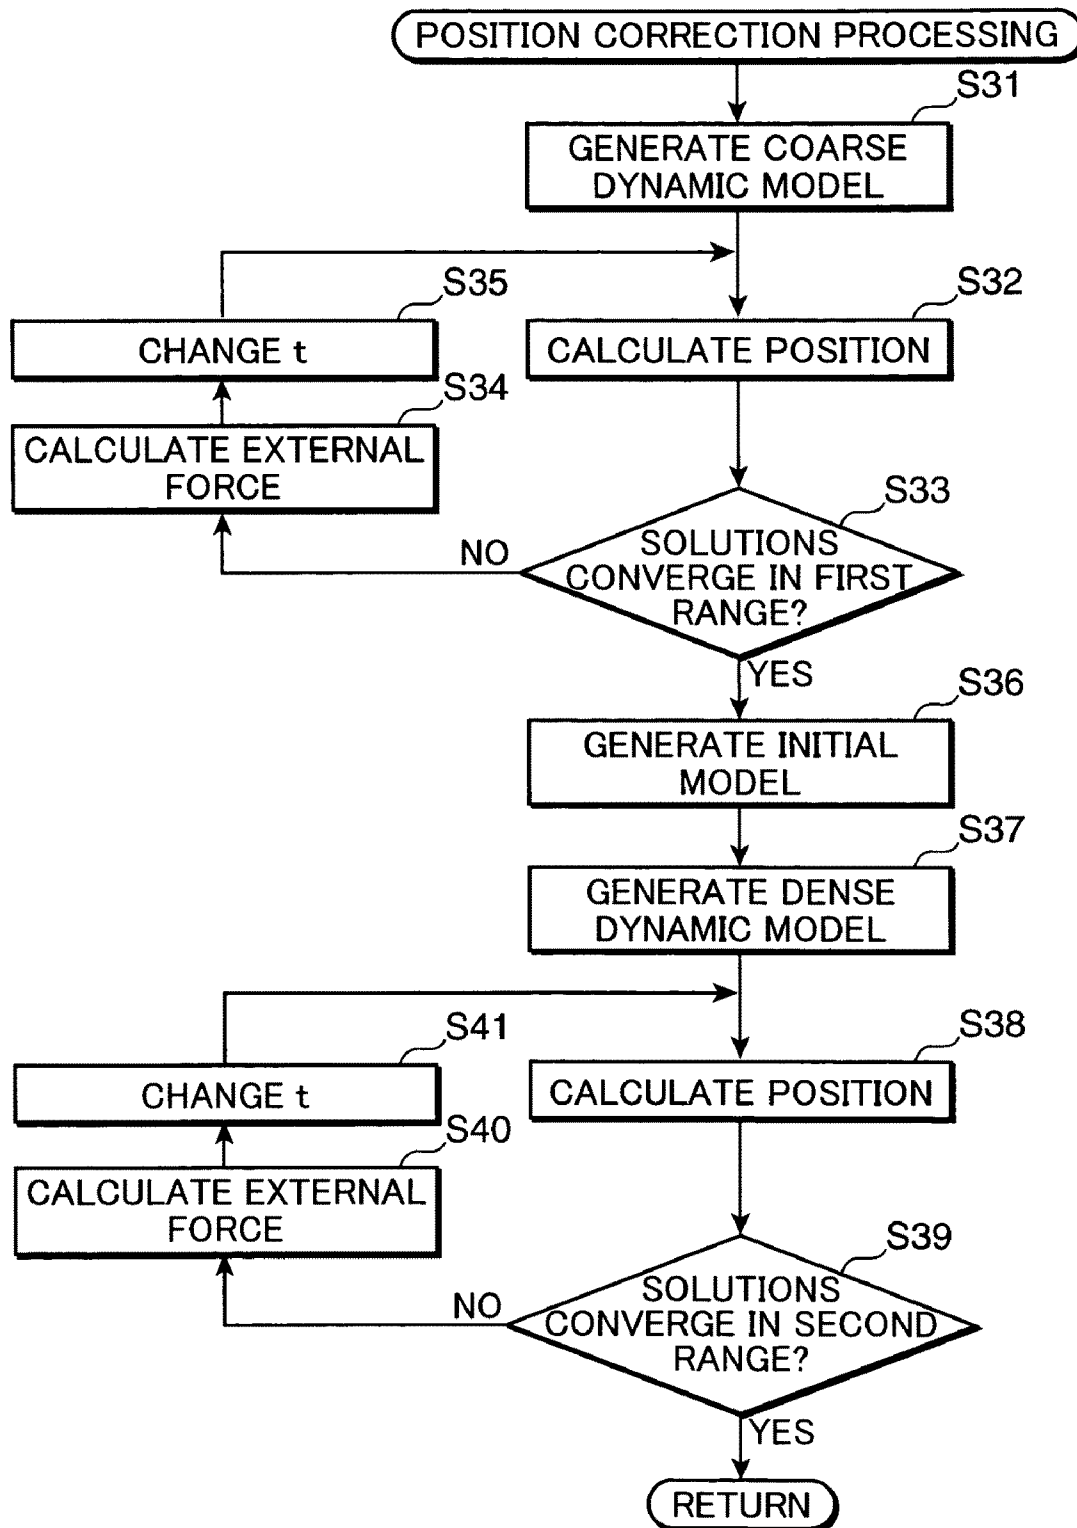 POSITION CORRECTION PROCESSING
S31
GENERATE COARSE
DYNAMIC MODEL
S35
CHANGE t
S32
CALCULATE POSITION
S34
CALCULATE EXTERNAL
FORCE
S33
SOLUTIONS
CONVERGE IN FIRST
RANGE?
NO
YES
S36
GENERATE INITIAL
MODEL
S37
GENERATE DENSE
DYNAMIC MODEL
S41
CHANGE t
S38
CALCULATE POSITION
S40
CALCULATE EXTERNAL
FORCE
S39
SOLUTIONS
CONVERGE IN SECOND
RANGE?
NO
YES
RETURN